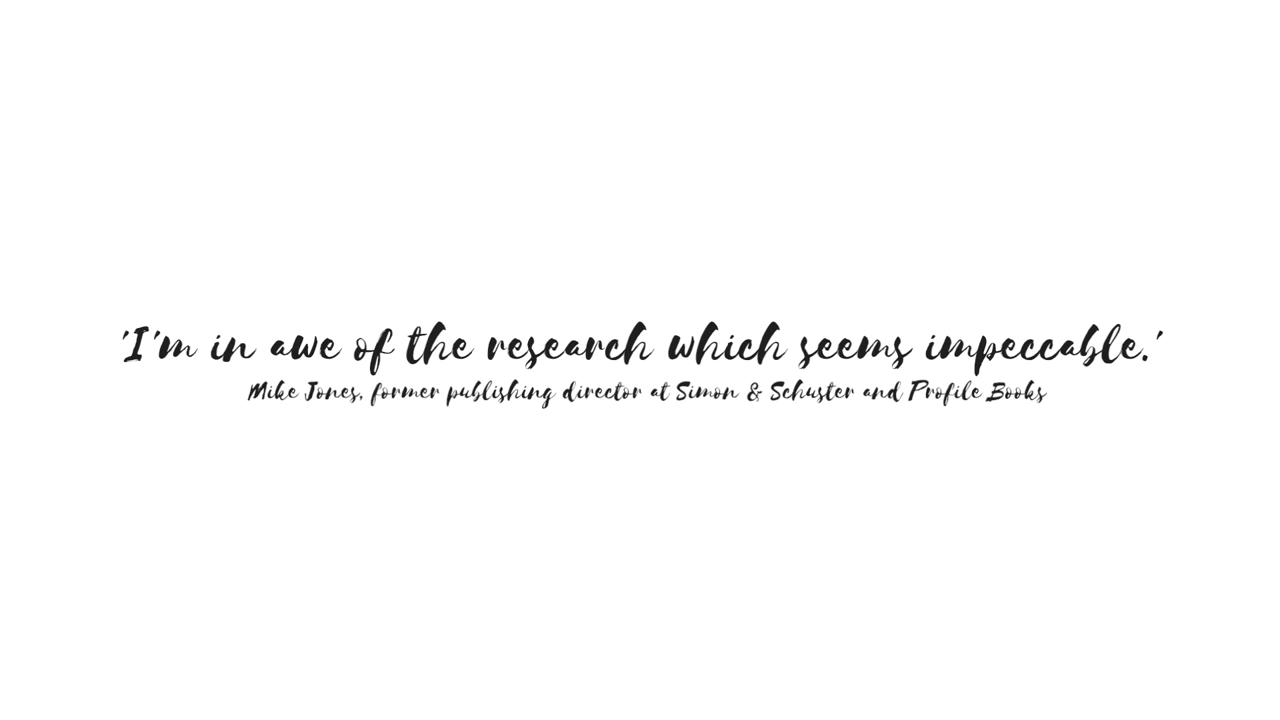 'I'm in awe of the research which seems impeccable.'
Mike Jones, former publishing director at Simon & Schuster and Profile Books